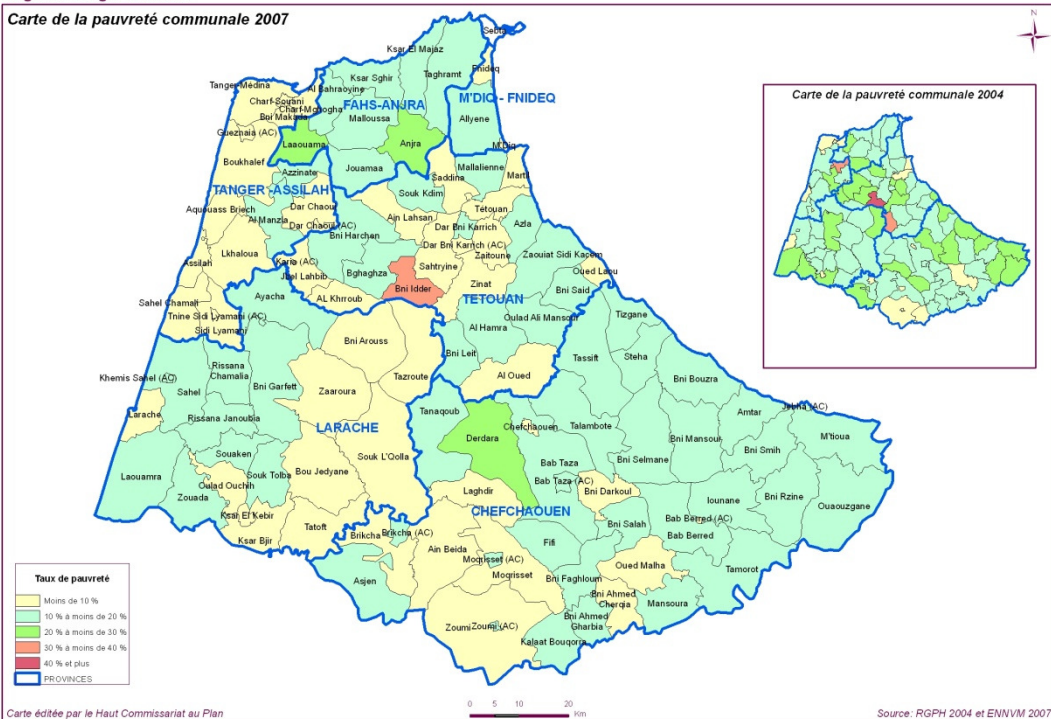 Carte de la pauvreté communale 2007
N
Sebta
Ksar El Majaz
Fnideq
Ksar Sghir
Taghramt
Tanger-Médina
Al Bahraoyine
FAHS-ANJRA
M'DIQ - FNIDEQ
Charf-Souani
Charf-Mghogha
Bni Makada
Malloussa
Allyene
Gueznaia (AC)
Laaouama
Anjra
M'Diq
Boukhalef
Jouamaa
Mallalienne
Azzinate
Saddina
Martil
TANGER -ASSILAH
Souk Kdim
Dar Chaoui
Tetouan
Aquouass Briech
Al Manzla
Ajn Lahsan
Azla
Dar Chaoui (AC)
Dar Bni Karrich
Bni Harchen
Dar Bni Karrich (AC)
Lkhaloua
Zaitoune
Zaouiat Sidi Kaçem
Assilah
Karia (AC)
Sahtryine
Oued Laou
Jbel Lahbib
Bghaghza
Zinat
Sahel Chamali
Bni Idder
Bni Said
Ayacha
AL Khrroub
TETOUAN
Tnine Sidi Lyamani (AC)
Oulad Ali Mansour
Sidi Lyamani
Al Hamra
Tizgane
Bni Arouss
Bni Leit
Tassift
Steha
Rissana Chamalia
Al Oued
Khemis Sahel (AC)
Bni Garfett
Zaaroura
Tazroute
Bni Bouzra
Sahel
Larache
Rissana Janoubia
Tanaqoub
Chefchaouen
Amtar
Jebha (AC)
LARACHE
Derdara
Talambote
M'tioua
Souaken
Souk L'Qolla
Bni Mansour
Bni Smih
Laouamra
Souk Tolba
Bou Jedyane
Bab Taza
Bni Selmane
Oulad Ouchih
Bab Taza (AC)
Zouada
Laghdir
Bni Darkoul
Iounane
Bni Rzine
Ouaouzgane
Ksar El Kebir
CHEFCHAOUEN
Tatoft
Bni Salah
Bab Berred (AC)
Ksar Bjir
Brikcha
Brikcha (AC)
Bab Berred
Ain Beida
Fifi
Moqrisset (AC)
Oued Malha
Asjen
Moqrisset
Bni Faghloum
Tamorot
Bni Ahmed Cherqia
Mansoura
Zoumi
Zoumi (AC)
Bni Ahmed Gharbia
Kalaat Bouqorra
Carte de la pauvreté communale 2004
Taux de pauvreté
Moins de 10 %
10 % à moins de 20 %
20 % à moins de 30 %
30 % à moins de 40 %
40 % et plus
PROVINCES
0 5 10 20
Km
Carte éditée par le Haut Commissariat au Plan
Source: RGPH 2004 et ENNVM 2007